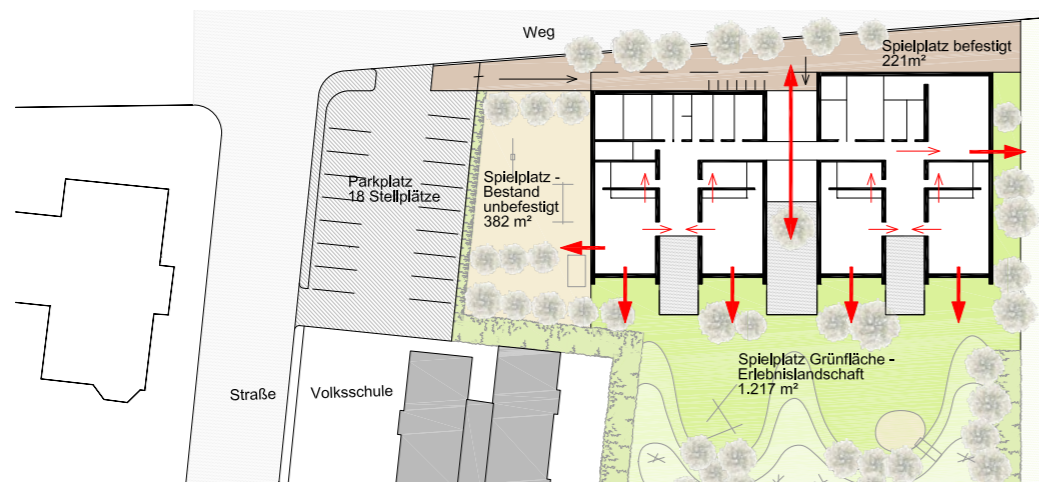 Weg
Spielplatz befestigt
221m²
Parkplatz
18 Stellplätze
Spielplatz -
Bestand
unbefestigt
382 m²
Spielplatz Grünfläche -
Erlebnislandschaft
1.217 m²
Straße
Volksschule